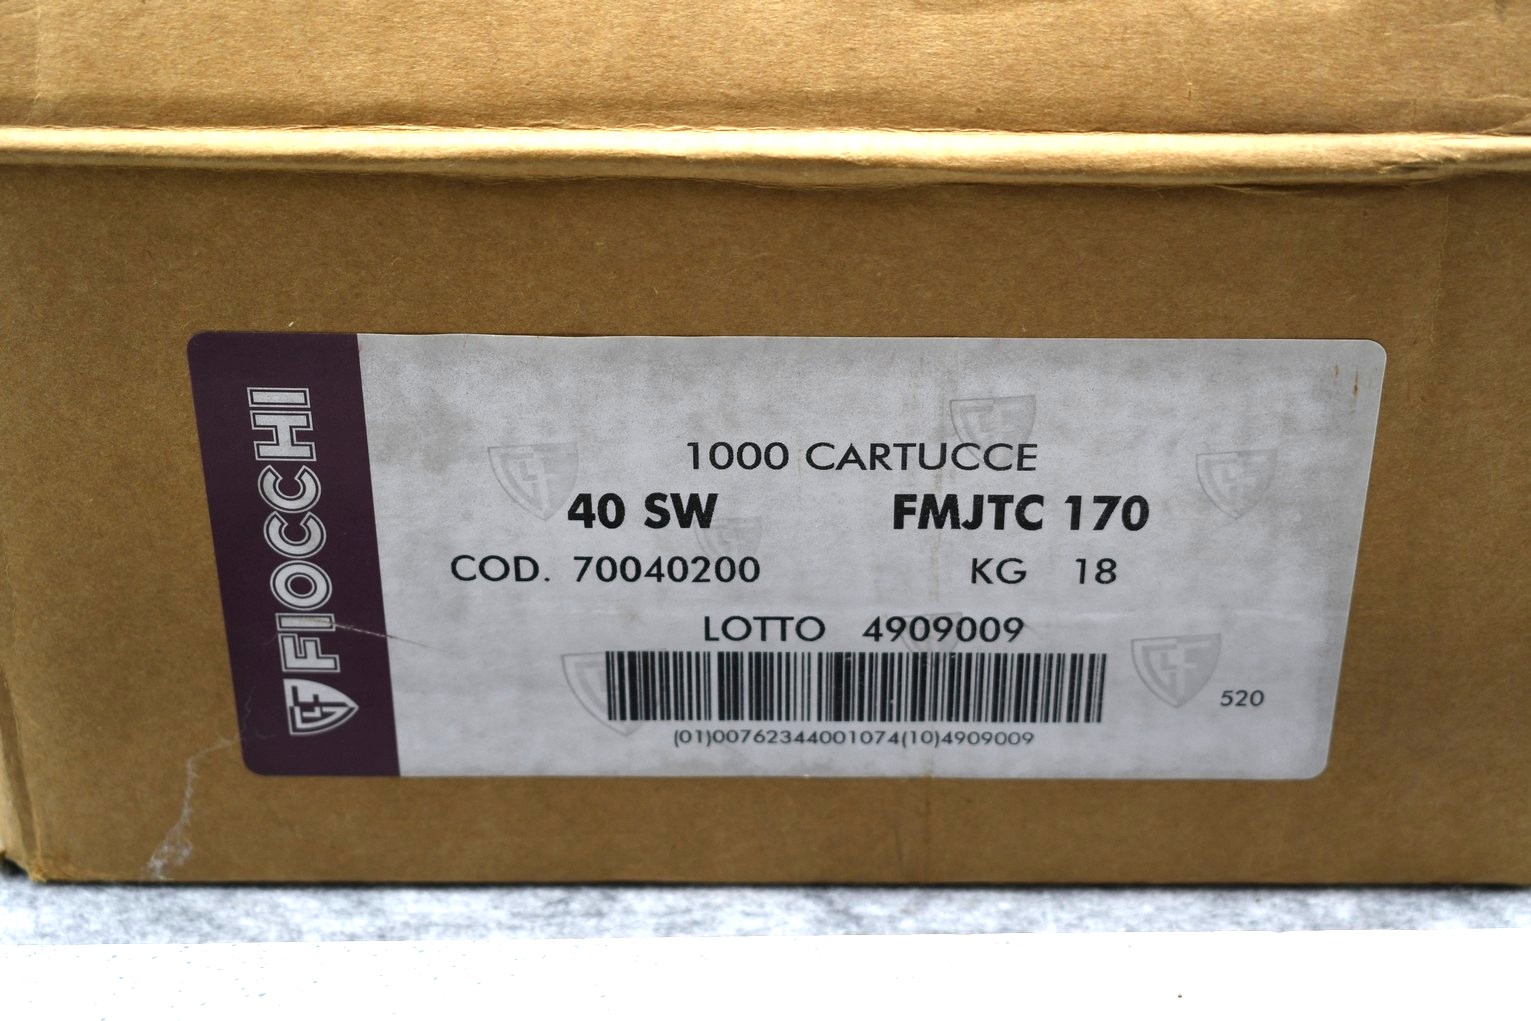 FIOCCHI
1000 CARTUCCE
40 SW FMJTC 170
COD. 70040200 KG 18
LOTTO 4909009
520
(01)00762344001074(10)4909009